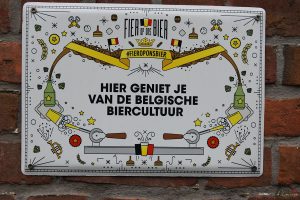 FIER OP ONS BIER
#FIEROPONSBIER
HIER GENIET JE
VAN DE BELGISCHE
BIERCULTUUR